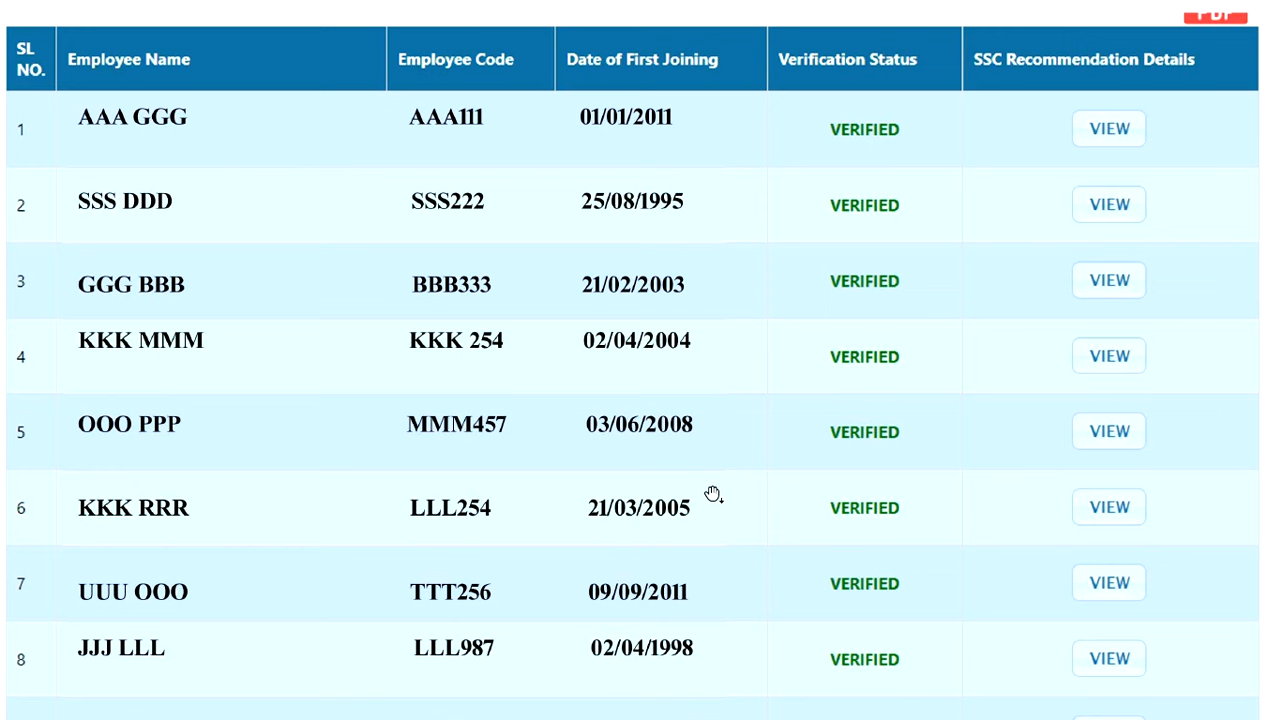 PDF
SL NO. Employee Name Employee Code Date of First Joining Verification Status SSC Recommendation Details
1 AAA GGG AAA111 01/01/2011 VERIFIED VIEW
2 SSS DDD SSS222 25/08/1995 VERIFIED VIEW
3 GGG BBB BBB333 21/02/2003 VERIFIED VIEW
4 KKK MMM KKK 254 02/04/2004 VERIFIED VIEW
5 OOO PPP MMM457 03/06/2008 VERIFIED VIEW
6 KKK RRR LLL254 21/03/2005 VERIFIED VIEW
7 UUU OOO TTT256 09/09/2011 VERIFIED VIEW
8 JJJ LLL LLL987 02/04/1998 VERIFIED VIEW